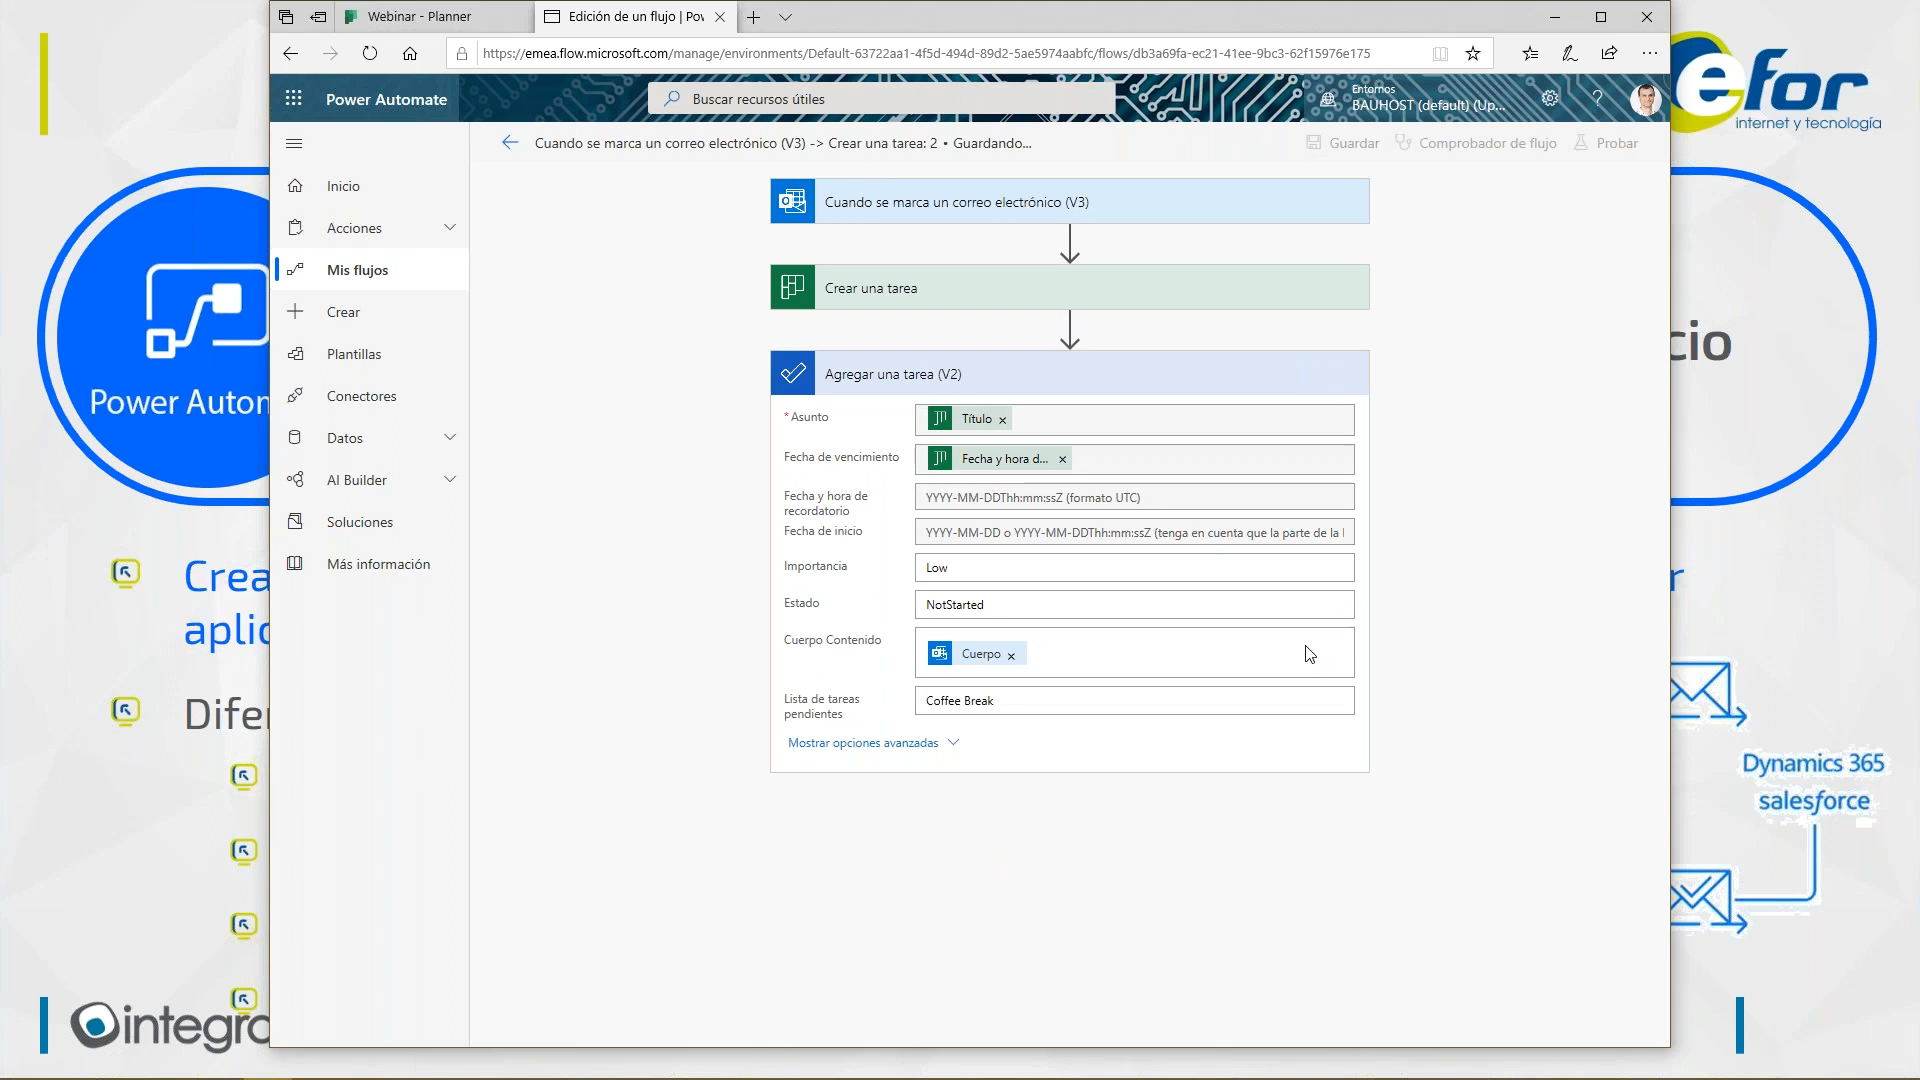 Webinar - Planner
Edición de un flujo | Pov
https://emea.flow.microsoft.com/manage/environments/Default-63722aa1-4f5d-494d-89d2-5ae5974aabfc/flows/db3a69fa-ec21-41ee-9bc3-62f15976e175
Power Automate
Buscar recursos útiles
Entornos
BAUHOST (default) (Up...
efor
internet y tecnología
Cuando se marca un correo electrónico (V3) -> Crear una tarea: 2 • Guardando...
Guardar
Comprobador de flujo
Probar
Inicio
Acciones
Mis flujos
Crear
Plantillas
Conectores
Datos
AI Builder
Soluciones
Más información
Cuando se marca un correo electrónico (V3)
Crear una tarea
Agregar una tarea (V2)
* Asunto
Título ×
Fecha de vencimiento
Fecha y hora d... ×
Fecha y hora de
recordatorio
YYYY-MM-DDThh:mm:ssZ (formato UTC)
Fecha de inicio
YYYY-MM-DD o YYYY-MM-DDThh:mm:ssZ (tenga en cuenta que la parte de la
Importancia
Low
Estado
NotStarted
Cuerpo Contenido
Cuerpo ×
Lista de tareas
pendientes
Coffee Break
Mostrar opciones avanzadas
Power Autom
cio
Crea
aplic
r
Difer
Dynamics 365
salesforce
integro